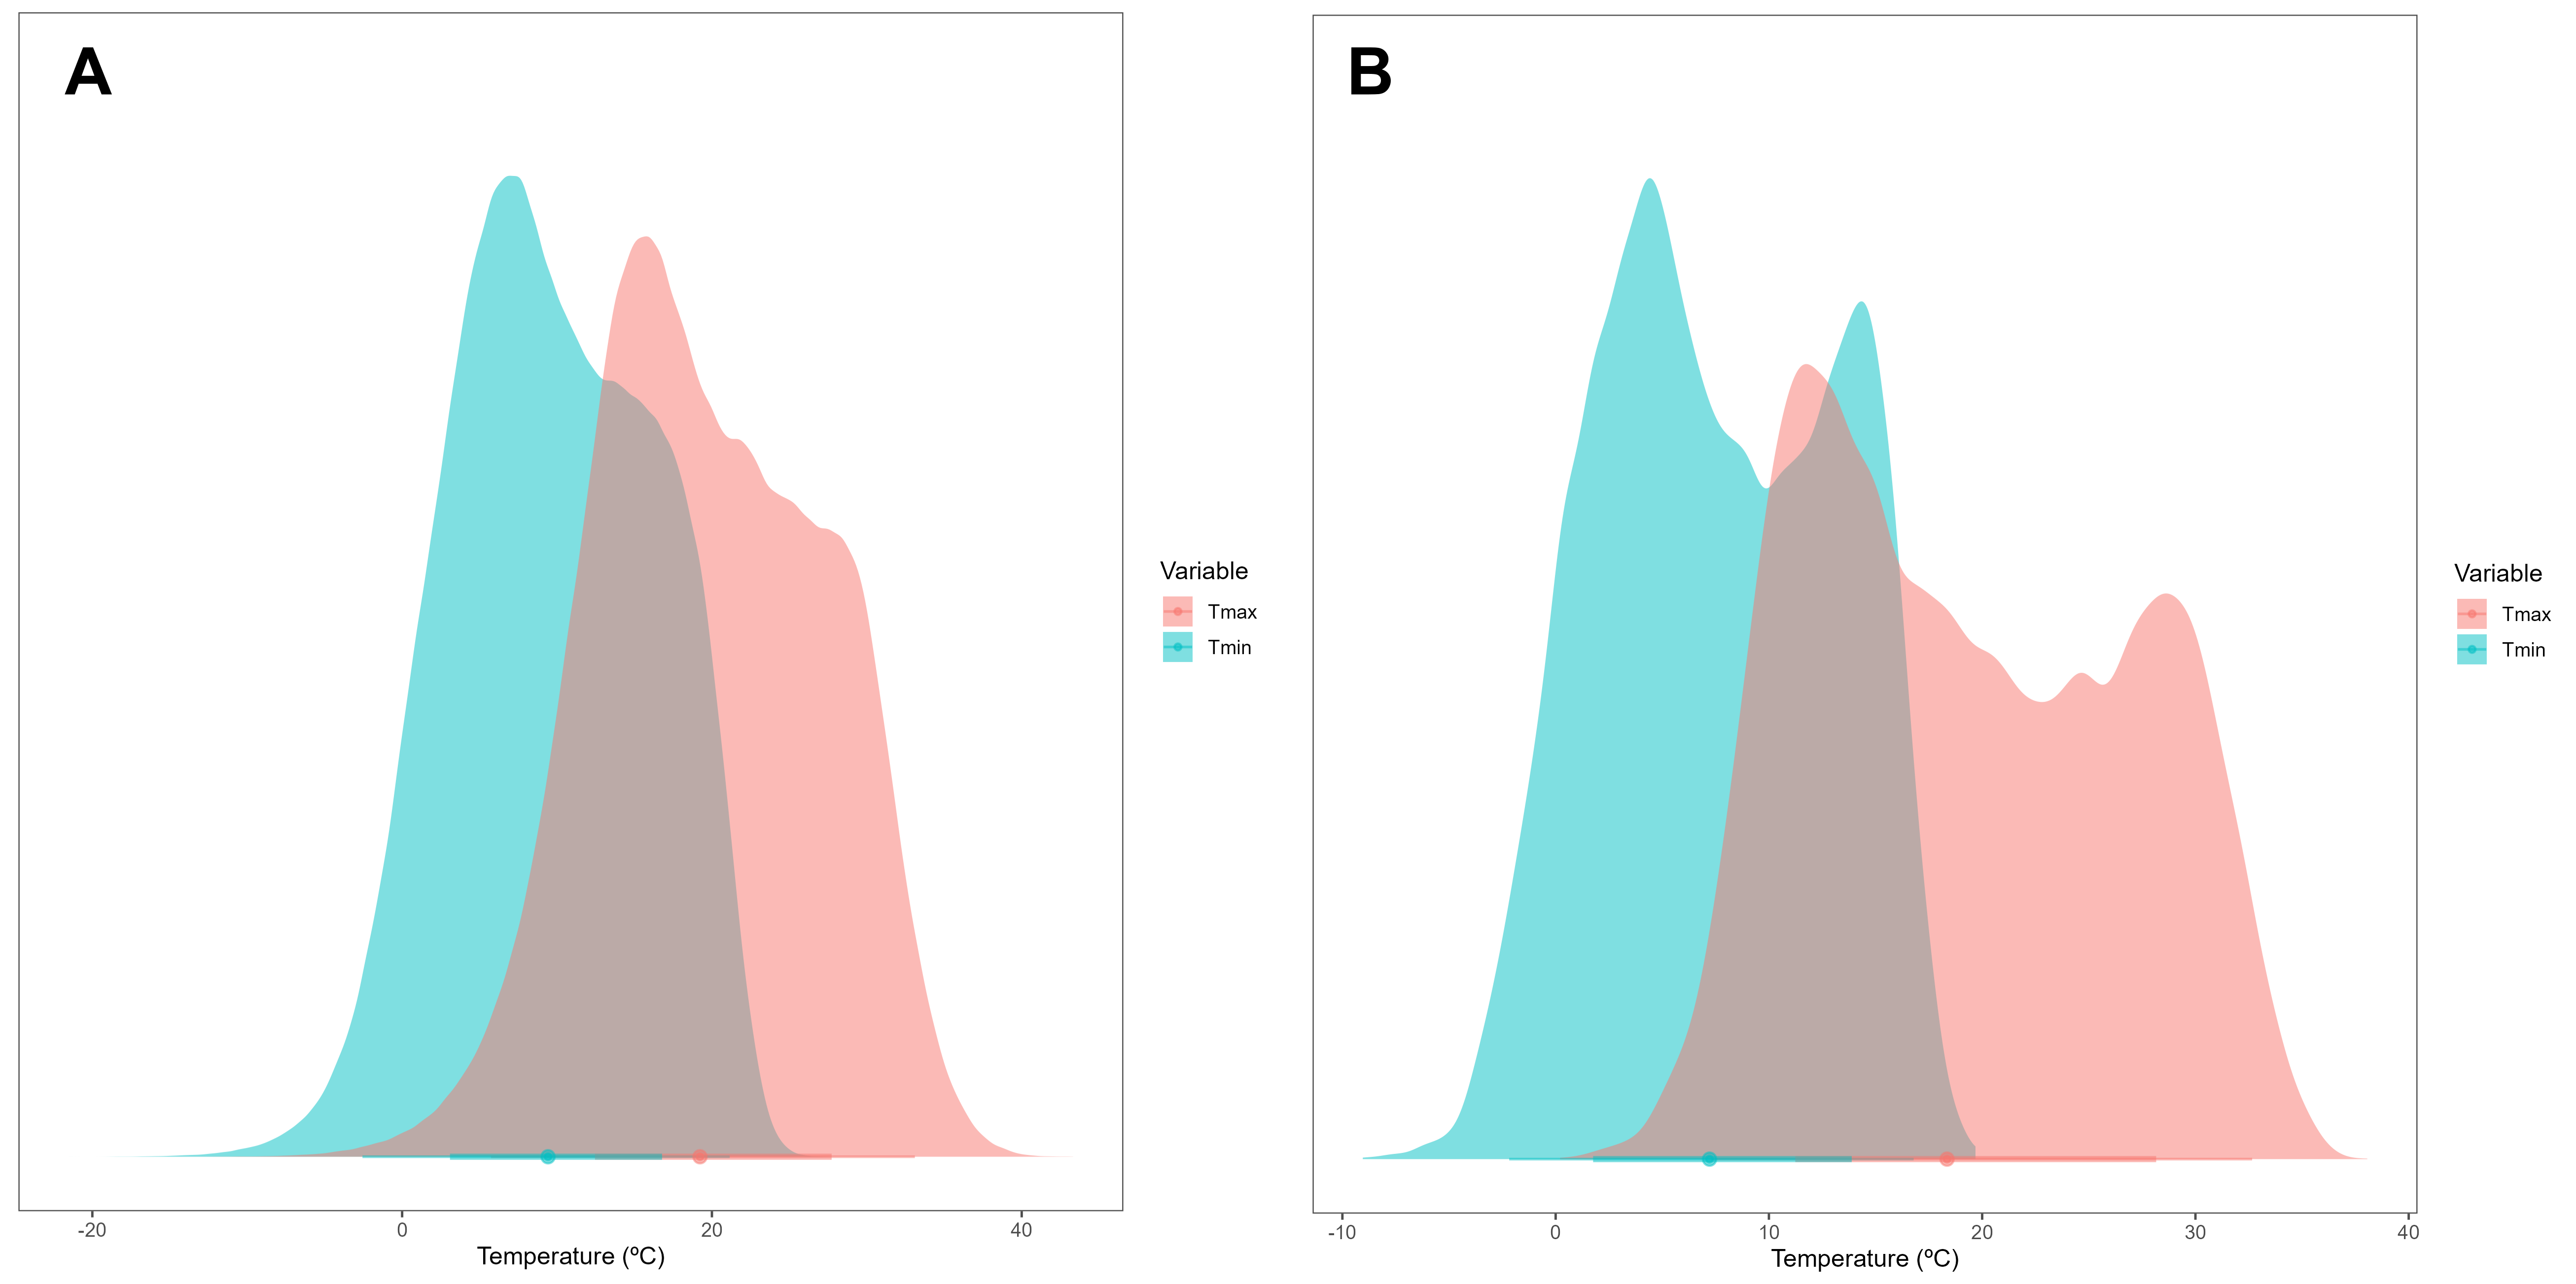 A
Variable
Tmax
Tmin
-20 0 20 40
Temperature (ºC)
B
Variable
Tmax
Tmin
-10 0 10 20 30 40
Temperature (ºC)